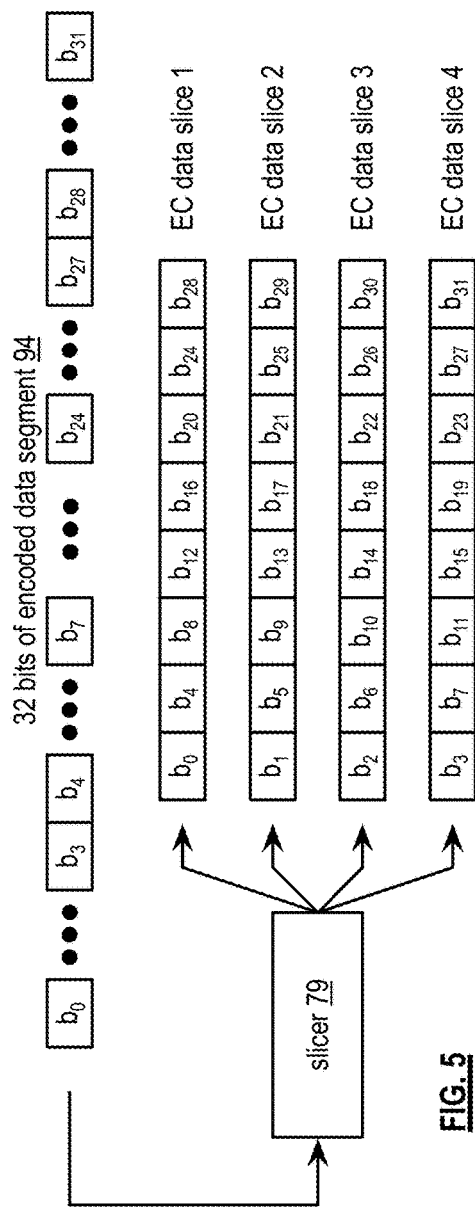 32 bits of encoded data segment 94
b0 ●●● b3 b4 ●●● b7 ●●● b24 ●●● b27 b28 ●●● b31
slicer 79
b0 b4 b8 b12 b16 b20 b24 b28 EC data slice 1
b1 b5 b9 b13 b17 b21 b25 b29 EC data slice 2
b2 b6 b10 b14 b18 b22 b26 b30 EC data slice 3
b3 b7 b11 b15 b19 b23 b27 b31 EC data slice 4
FIG. 5